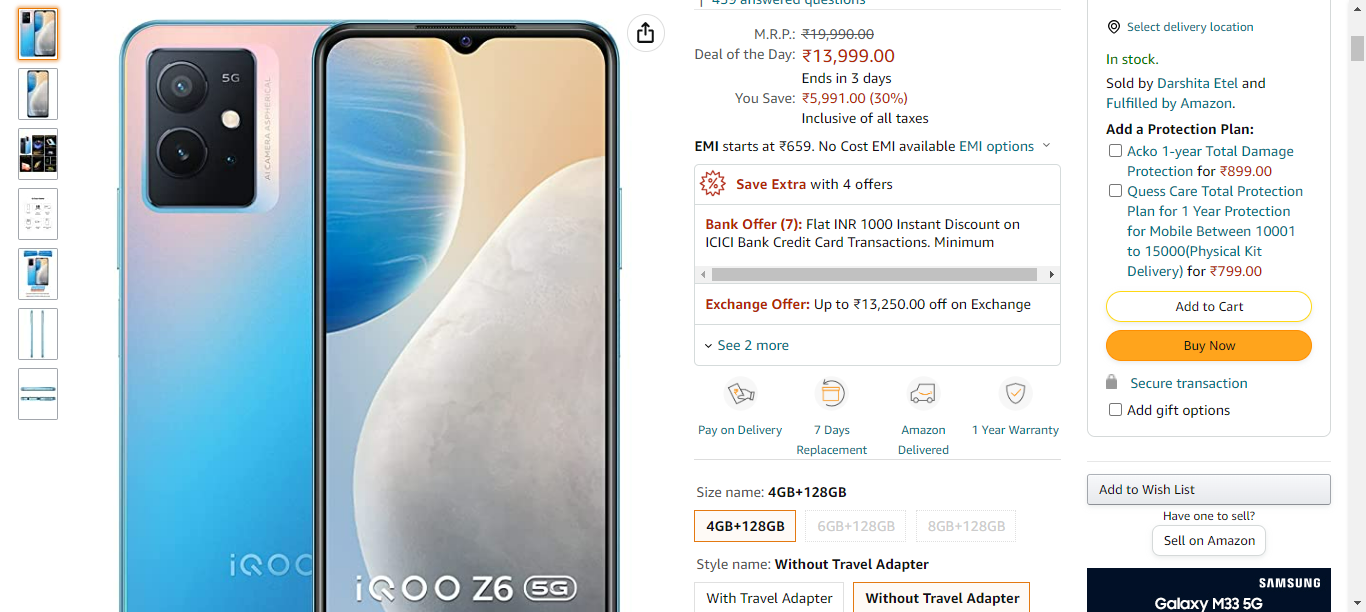 5G
AI CAMERA ASPHERICAL
iQOO
iQOO Z6 5G
459 answered questions
M.R.P.: ₹19,990.00
Deal of the Day: ₹13,999.00
Ends in 3 days
You Save: ₹5,991.00 (30%)
Inclusive of all taxes
EMI starts at ₹659. No Cost EMI available EMI options
Save Extra with 4 offers
Bank Offer (7): Flat INR 1000 Instant Discount on
ICICI Bank Credit Card Transactions. Minimum
Exchange Offer: Up to ₹13,250.00 off on Exchange
See 2 more
Pay on Delivery
7 Days
Replacement
Amazon
Delivered
1 Year Warranty
Size name: 4GB+128GB
4GB+128GB
6GB+128GB
8GB+128GB
Style name: Without Travel Adapter
With Travel Adapter
Without Travel Adapter
Select delivery location
In stock.
Sold by Darshita Etel and
Fulfilled by Amazon.
Add a Protection Plan:
Acko 1-year Total Damage
Protection for ₹899.00
Quess Care Total Protection
Plan for 1 Year Protection
for Mobile Between 10001
to 15000(Physical Kit
Delivery) for ₹799.00
Add to Cart
Buy Now
Secure transaction
Add gift options
Add to Wish List
Have one to sell?
Sell on Amazon
SAMSUNG
Galaxy M33 5G